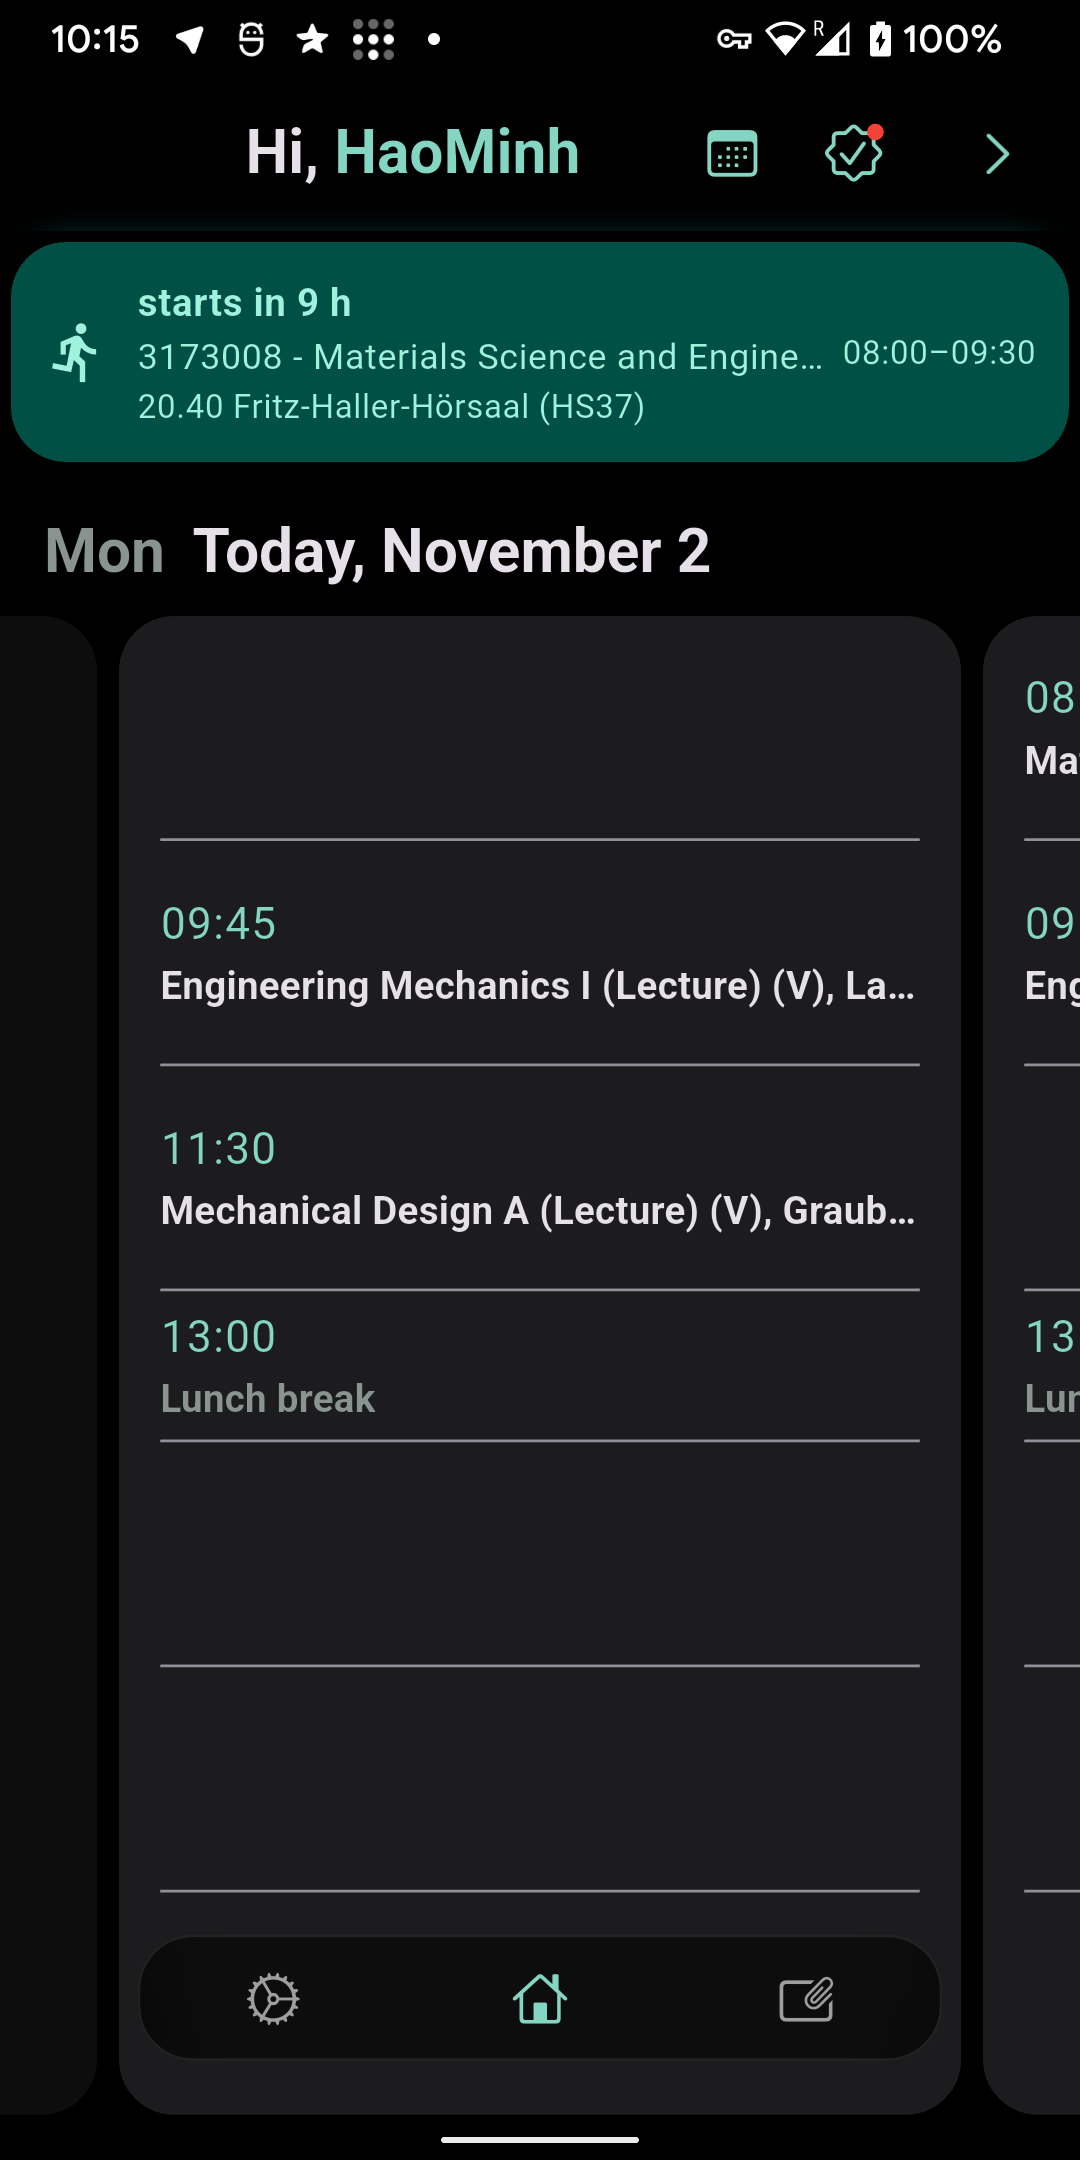 10:15 R 100%
Hi, HaoMinh
starts in 9 h
3173008 - Materials Science and Engine… 08:00–09:30
20.40 Fritz-Haller-Hörsaal (HS37)
Mon Today, November 2
08
09:45 09
Engineering Mechanics I (Lecture) (V), La… Eng
11:30
Mechanical Design A (Lecture) (V), Graub…
13:00 13
Lunch break